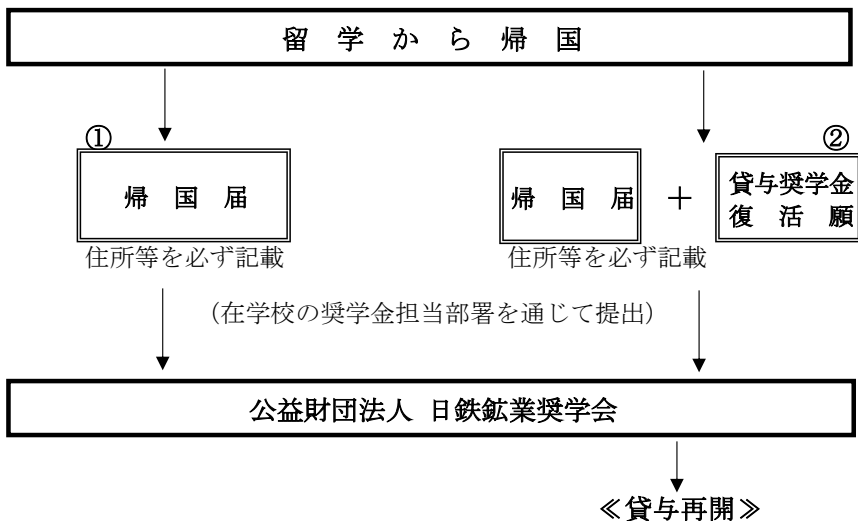 留 学 か ら 帰 国
①
②
帰 国 届
帰 国 届
＋
貸与奨学金
復 活 願
住所等を必ず記載
住所等を必ず記載
（在学校の奨学金担当部署を通じて提出）
公益財団法人 日鉄鉱業奨学会
≪貸与再開≫